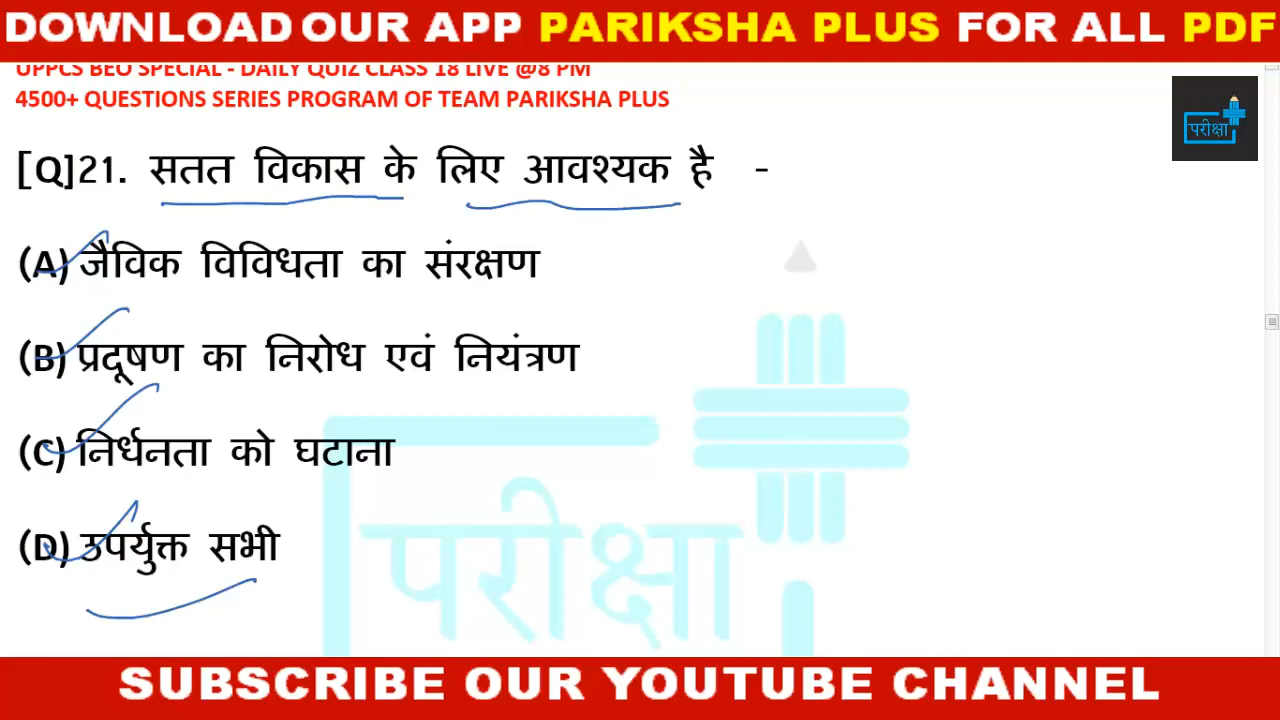 DOWNLOAD OUR APP PARIKSHA PLUS FOR ALL PDF
UPPCS BEO SPECIAL - DAILY QUIZ CLASS 18 LIVE @8 PM
4500+ QUESTIONS SERIES PROGRAM OF TEAM PARIKSHA PLUS
परीक्षा
[Q]21. सतत विकास के लिए आवश्यक है -
(A) जैविक विविधता का संरक्षण
(B) प्रदूषण का निरोध एवं नियंत्रण
(C) निर्धनता को घटाना
(D) उपर्युक्त सभी
परीक्षा
SUBSCRIBE OUR YOUTUBE CHANNEL